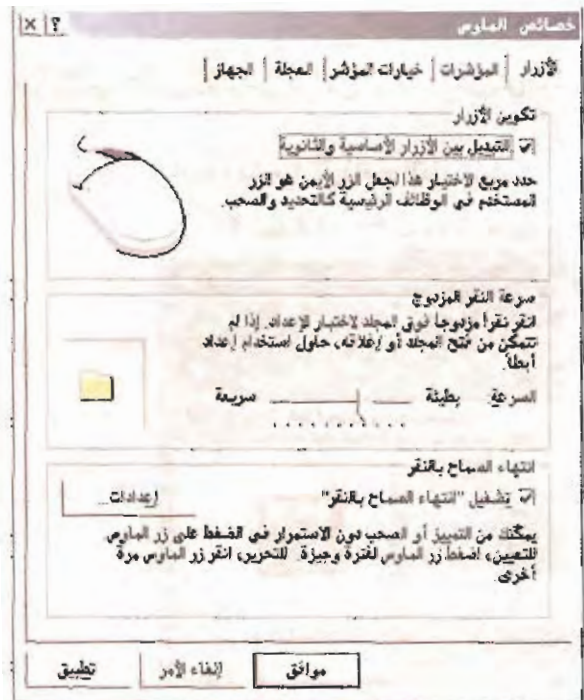 خصائص الماوس
الأزرار | المؤشرات | خيارات المؤشر | العجلة | الجهاز
تكوين الأزرار
التبديل بين الأزرار الأساسية والثانوية
حدد مربع الاختيار هذا لجعل الزر الأيمن هو الزر
المستخدم في الوظائف الرئيسية كالتحديد والسحب.
سرعة النقر المزدوج
انقر نقراً مزدوجاً فوق المجلد لاختبار الإعداد. إذا لم
تتمكن من فتح المجلد أو إغلاقه، حاول استخدام إعداد
أبطأ.
السرعة: بطيئة سريعة
انتهاء السماح بالنقر
تشغيل "انتهاء السماح بالنقر"
إعدادات...
يمكنك من التمييز أو السحب دون الاستمرار في الضغط على زر الماوس.
للتعيين، اضغط زر الماوس لفترة وجيزة. للتحرير، انقر زر الماوس مرة
أخرى.
موافق إلغاء الأمر تطبيق